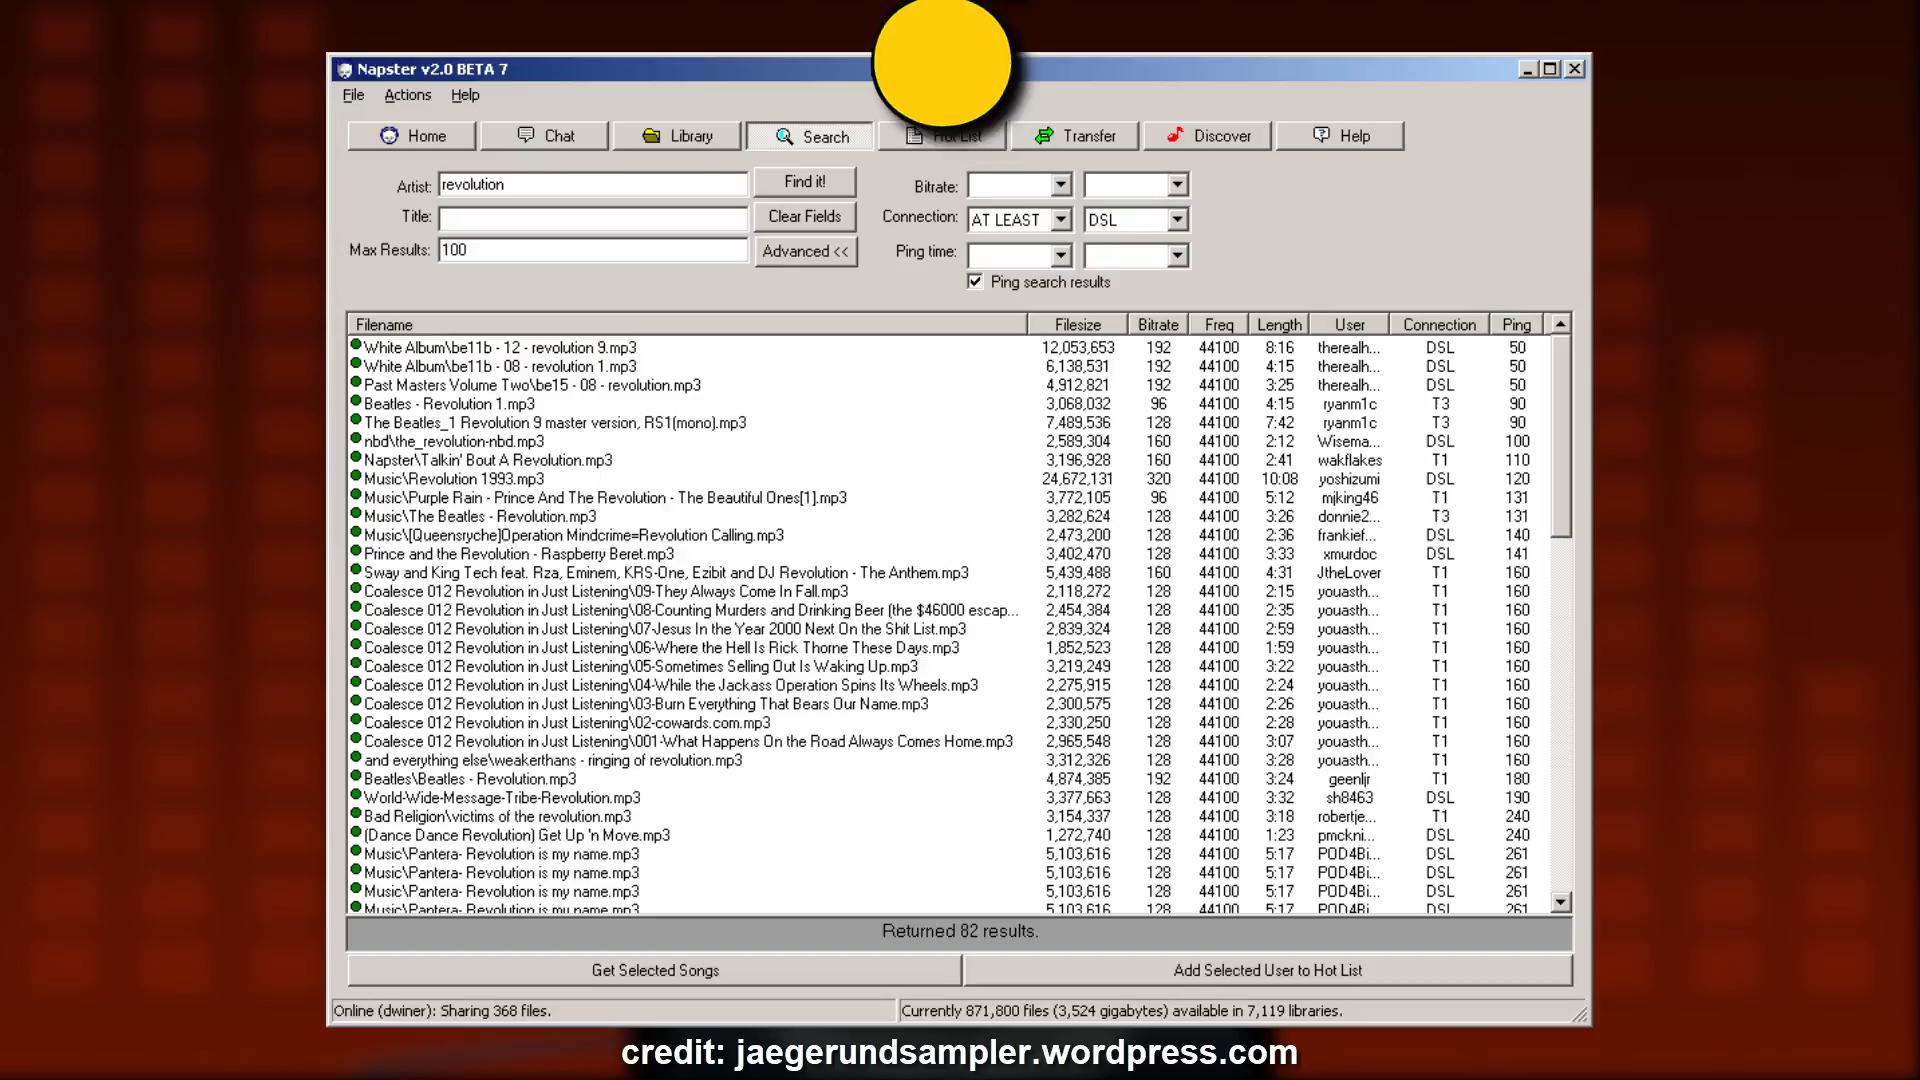 Napster v2.0 BETA 7
File Actions Help
Home Chat Library Search Hot List Transfer Discover Help
Artist: revolution Find it! Bitrate:
Title: Clear Fields Connection: AT LEAST DSL
Max Results: 100 Advanced << Ping time:
Ping search results
Filename Filesize Bitrate Freq Length User Connection Ping
White Album\be11b - 12 - revolution 9.mp3 12,053,653 192 44100 8:16 therealh... DSL 50
White Album\be11b - 08 - revolution 1.mp3 6,138,531 192 44100 4:15 therealh... DSL 50
Past Masters Volume Two\be15 - 08 - revolution.mp3 4,912,821 192 44100 3:25 therealh... DSL 50
Beatles - Revolution 1.mp3 3,068,032 96 44100 4:15 ryanm1c T3 90
The Beatles_1 Revolution 9 master version, RS1(mono).mp3 7,489,536 128 44100 7:42 ryanm1c T3 90
nbd\the_revolution-nbd.mp3 2,589,304 160 44100 2:12 Wisema... DSL 100
Napster\Talkin' Bout A Revolution.mp3 3,196,928 160 44100 2:41 wakflakes T1 110
Music\Revolution 1993.mp3 24,672,131 320 44100 10:08 yoshizumi DSL 120
Music\Purple Rain - Prince And The Revolution - The Beautiful Ones[1].mp3 3,772,105 96 44100 5:12 mjking46 T1 131
Music\The Beatles - Revolution.mp3 3,282,624 128 44100 3:26 donnie2... T3 131
Music\[Queensryche]Operation Mindcrime=Revolution Calling.mp3 2,473,200 128 44100 2:36 frankief... DSL 140
Prince and the Revolution - Raspberry Beret.mp3 3,402,470 128 44100 3:33 xmurdoc DSL 141
Sway and King Tech feat. Rza, Eminem, KRS-One, Ezibit and DJ Revolution - The Anthem.mp3 5,439,488 160 44100 4:31 JtheLover T1 160
Coalesce 012 Revolution in Just Listening\09-They Always Come In Fall.mp3 2,118,272 128 44100 2:15 youasth... T1 160
Coalesce 012 Revolution in Just Listening\08-Counting Murders and Drinking Beer (the $46000 escap... 2,454,384 128 44100 2:35 youasth... T1 160
Coalesce 012 Revolution in Just Listening\07-Jesus In the Year 2000 Next On the Shit List.mp3 2,839,324 128 44100 2:59 youasth... T1 160
Coalesce 012 Revolution in Just Listening\06-Where the Hell Is Rick Thorne These Days.mp3 1,852,523 128 44100 1:59 youasth... T1 160
Coalesce 012 Revolution in Just Listening\05-Sometimes Selling Out Is Waking Up.mp3 3,219,249 128 44100 3:22 youasth... T1 160
Coalesce 012 Revolution in Just Listening\04-While the Jackass Operation Spins Its Wheels.mp3 2,275,915 128 44100 2:24 youasth... T1 160
Coalesce 012 Revolution in Just Listening\03-Burn Everything That Bears Our Name.mp3 2,300,575 128 44100 2:26 youasth... T1 160
Coalesce 012 Revolution in Just Listening\02-cowards.com.mp3 2,330,250 128 44100 2:28 youasth... T1 160
Coalesce 012 Revolution in Just Listening\001-What Happens On the Road Always Comes Home.mp3 2,965,548 128 44100 3:07 youasth... T1 160
and everything else\weakerthans - ringing of revolution.mp3 3,312,326 128 44100 3:28 youasth... T1 160
Beatles\Beatles - Revolution.mp3 4,874,385 192 44100 3:24 geenljr T1 180
World-Wide-Message-Tribe-Revolution.mp3 3,377,663 128 44100 3:32 sh8463 DSL 190
Bad Religion\victims of the revolution.mp3 3,154,337 128 44100 3:18 robertje... T1 240
(Dance Dance Revolution) Get Up 'n Move.mp3 1,272,740 128 44100 1:23 pmckni... DSL 240
Music\Pantera- Revolution is my name.mp3 5,103,616 128 44100 5:17 POD4Bi... DSL 261
Music\Pantera- Revolution is my name.mp3 5,103,616 128 44100 5:17 POD4Bi... DSL 261
Music\Pantera- Revolution is my name.mp3 5,103,616 128 44100 5:17 POD4Bi... DSL 261
Music\Pantera- Revolution is my name.mp3 5,103,616 128 44100 5:17 POD4Bi... DSL 261
Returned 82 results.
Get Selected Songs Add Selected User to Hot List
Online (dwiner): Sharing 368 files. Currently 871,800 files (3,524 gigabytes) available in 7,119 libraries.
credit: jaegerundsampler.wordpress.com